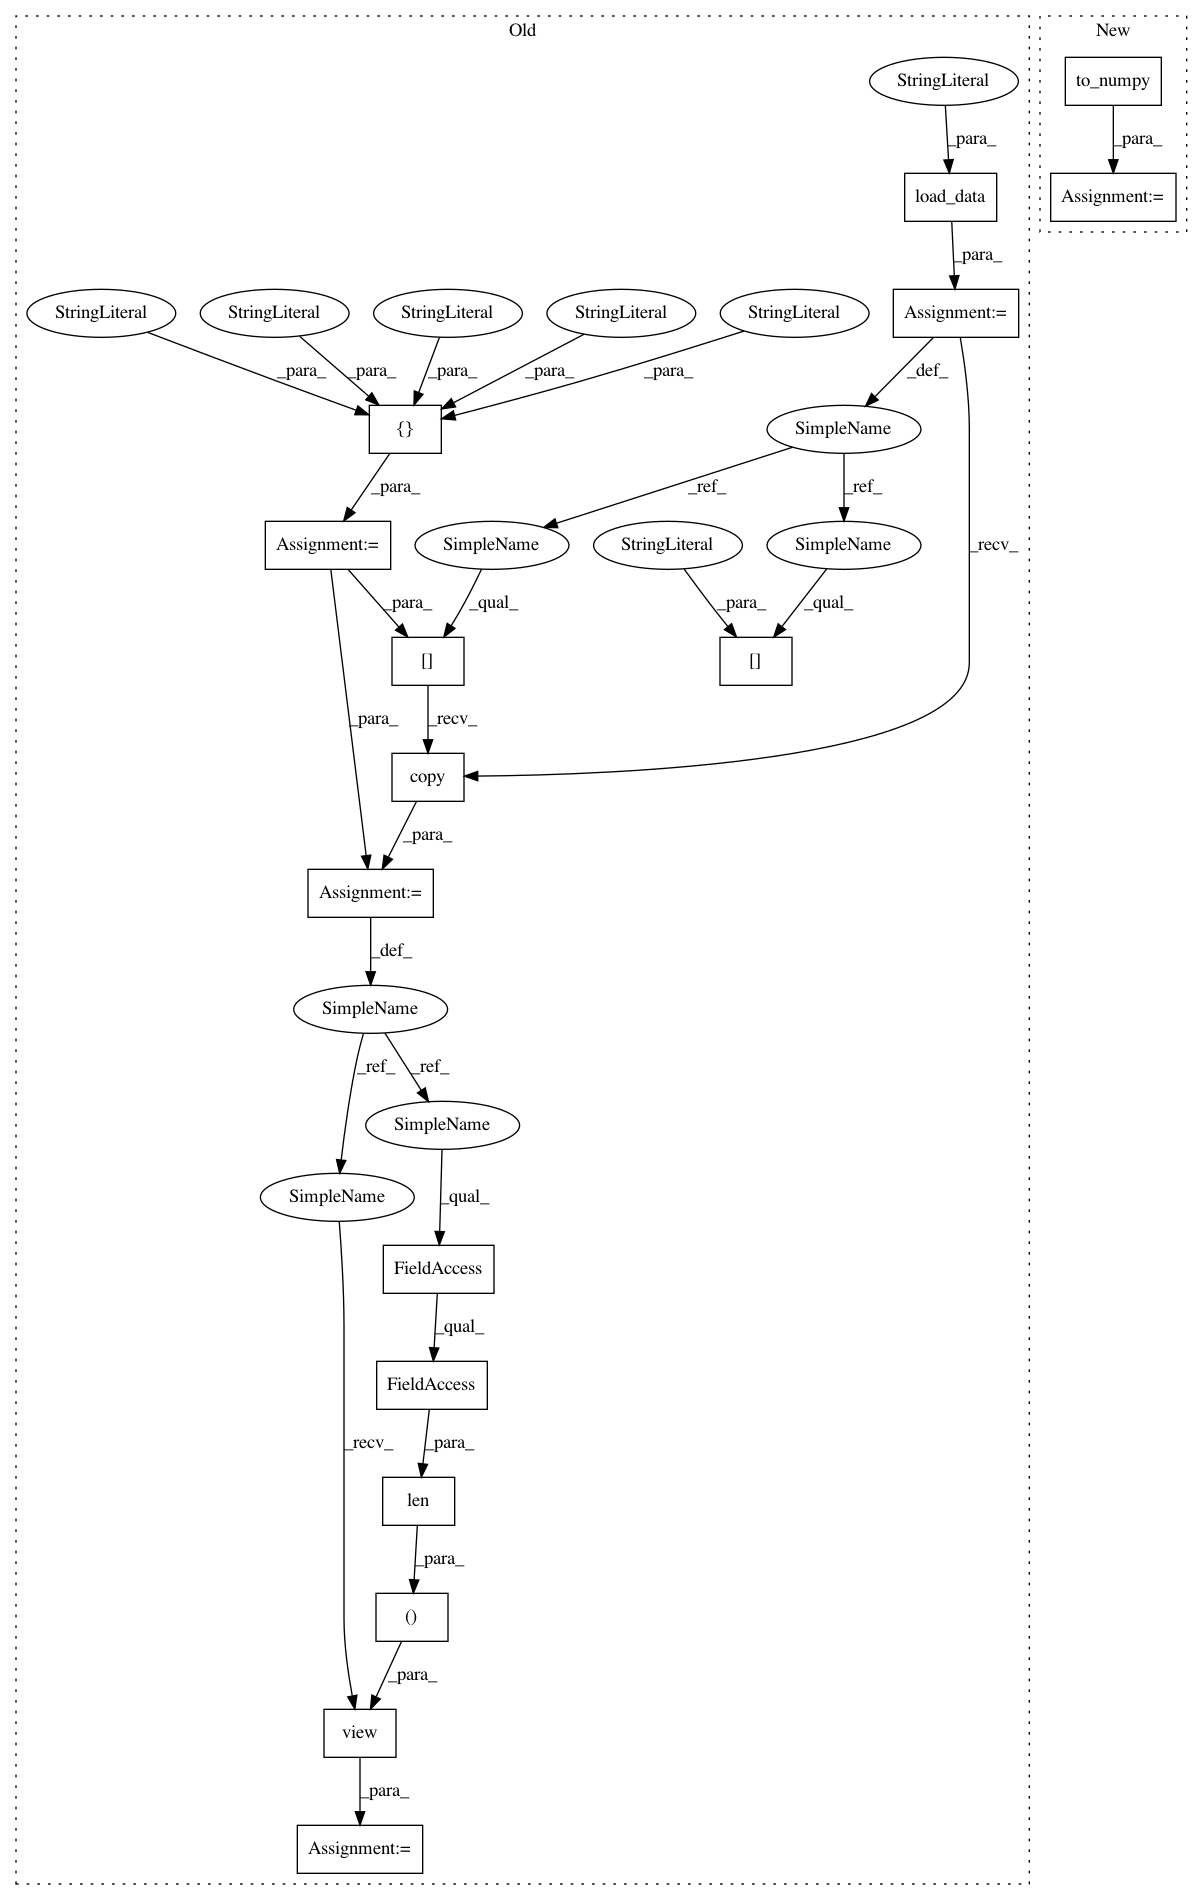 Old
New
StringLiteral
to_numpy
_para_
_para_
load_data
Assignment:=
_para_
StringLiteral
StringLiteral
StringLiteral
StringLiteral
StringLiteral
Assignment:=
_para_
_para_
_para_
_para_
_para_
_def_
{}
SimpleName
_para_
_ref_
_ref_
Assignment:=
SimpleName
StringLiteral
SimpleName
_recv_
_para_
_qual_
_para_
_qual_
[]
[]
_para_
_recv_
copy
_para_
Assignment:=
_def_
SimpleName
_ref_
_ref_
SimpleName
SimpleName
_qual_
FieldAccess
_qual_
FieldAccess
_recv_
_para_
len
_para_
()
_para_
view
_para_
Assignment:=